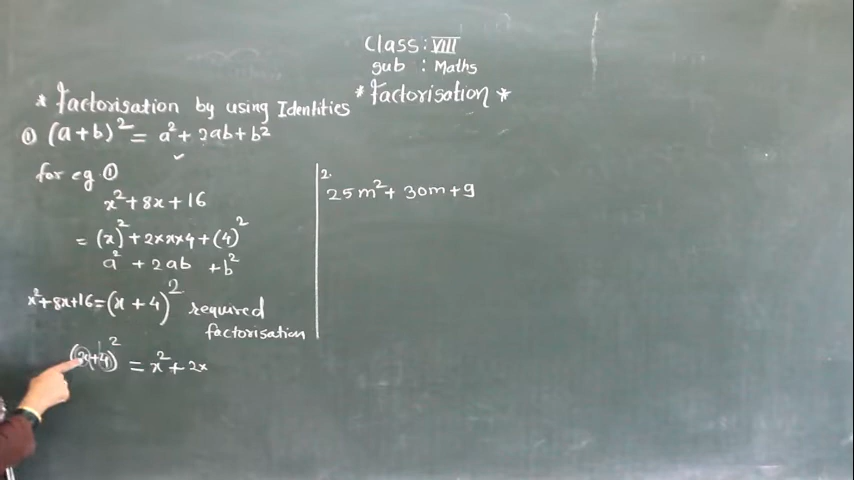 Class: VIII
Sub : Maths
* Factorisation *
* Factorisation by using Identities
① (a+b)² = a² + 2ab + b²
for eg ①
x² + 8x + 16
= (x)² + 2×x×4 + (4)²
a² + 2ab + b²
x² + 8x + 16 = (x + 4)² required
factorisation
(x+4)² = x² + 2×
2.
25m² + 30m + 9